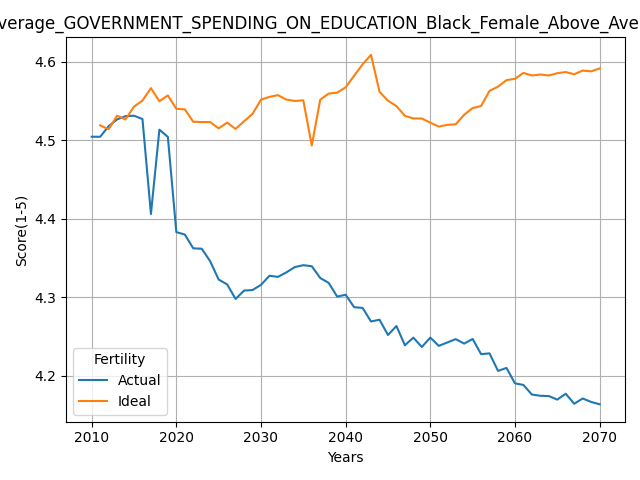 verage_GOVERNMENT_SPENDING_ON_EDUCATION_Black_Female_Above_Ave
4.6
4.5
4.4
4.3
4.2
Score(1-5)
Fertility
Actual
Ideal
2010 2020 2030 2040 2050 2060 2070
Years